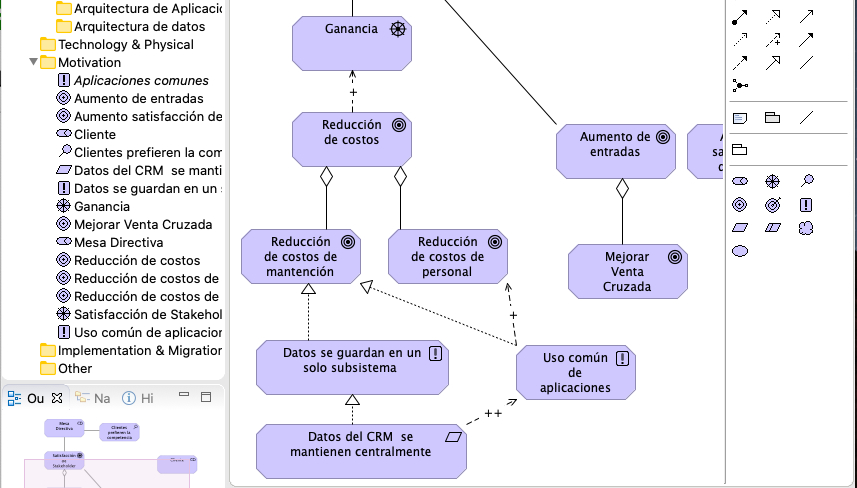 Arquitectura de Aplicació
Arquitectura de datos
Technology & Physical
Motivation
Aplicaciones comunes
Aumento de entradas
Aumento satisfacción de
Cliente
Clientes prefieren la com
Datos del CRM  se manti
Datos se guardan en un
Ganancia
Mejorar Venta Cruzada
Mesa Directiva
Reducción de costos
Reducción de costos de
Reducción de costos de
Satisfacción de Stakehol
Uso común de aplicacior
Implementation & Migration
Other
Ou
Na
Hi
Mesa
Directiva
Clientes
prefieren la
competencia
Satisfacción
de
Stakeholder
Cliente
Ganancia
+
Reducción
de costos
Aumento de
entradas
Reducción
de costos de
mantención
Reducción
de costos de
personal
Mejorar
Venta
Cruzada
+
Datos se guardan en un
solo subsistema
Uso común
de
aplicaciones
++
Datos del CRM  se
mantienen centralmente